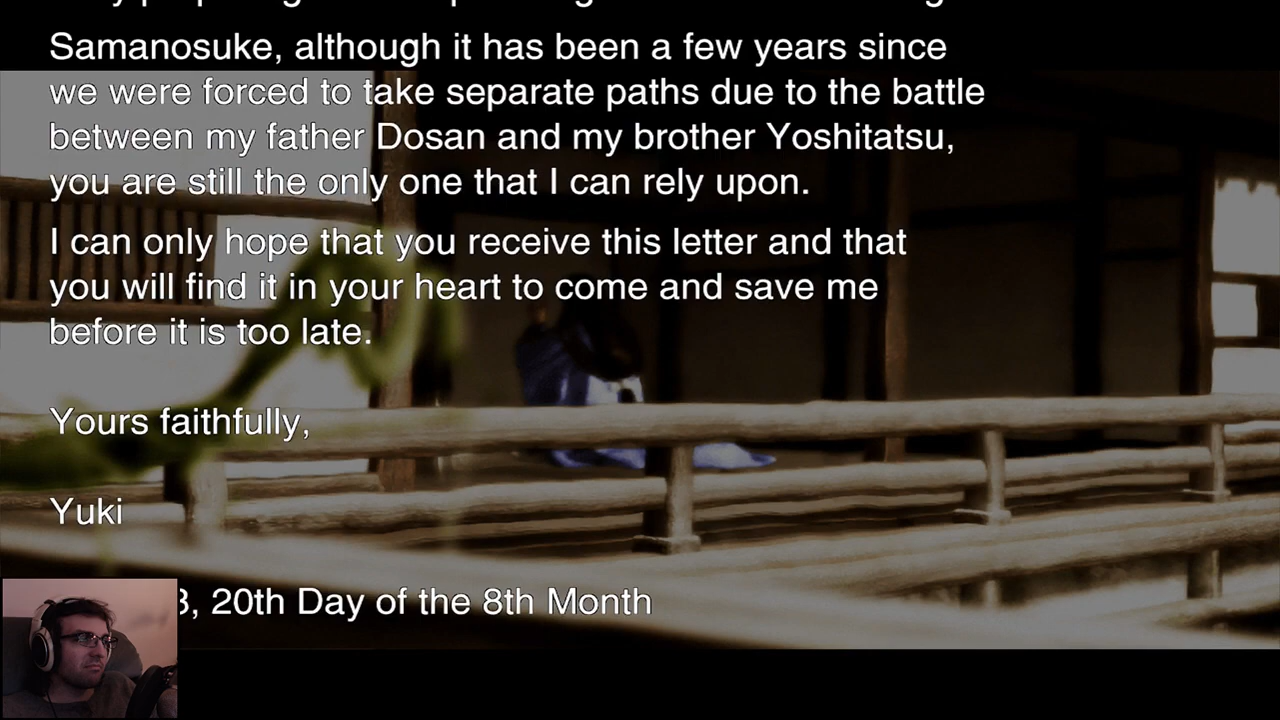 Samanosuke, although it has been a few years since
we were forced to take separate paths due to the battle
between my father Dosan and my brother Yoshitatsu,
you are still the only one that I can rely upon.
I can only hope that you receive this letter and that
you will find it in your heart to come and save me
before it is too late.
Yours faithfully,
Yuki
3, 20th Day of the 8th Month